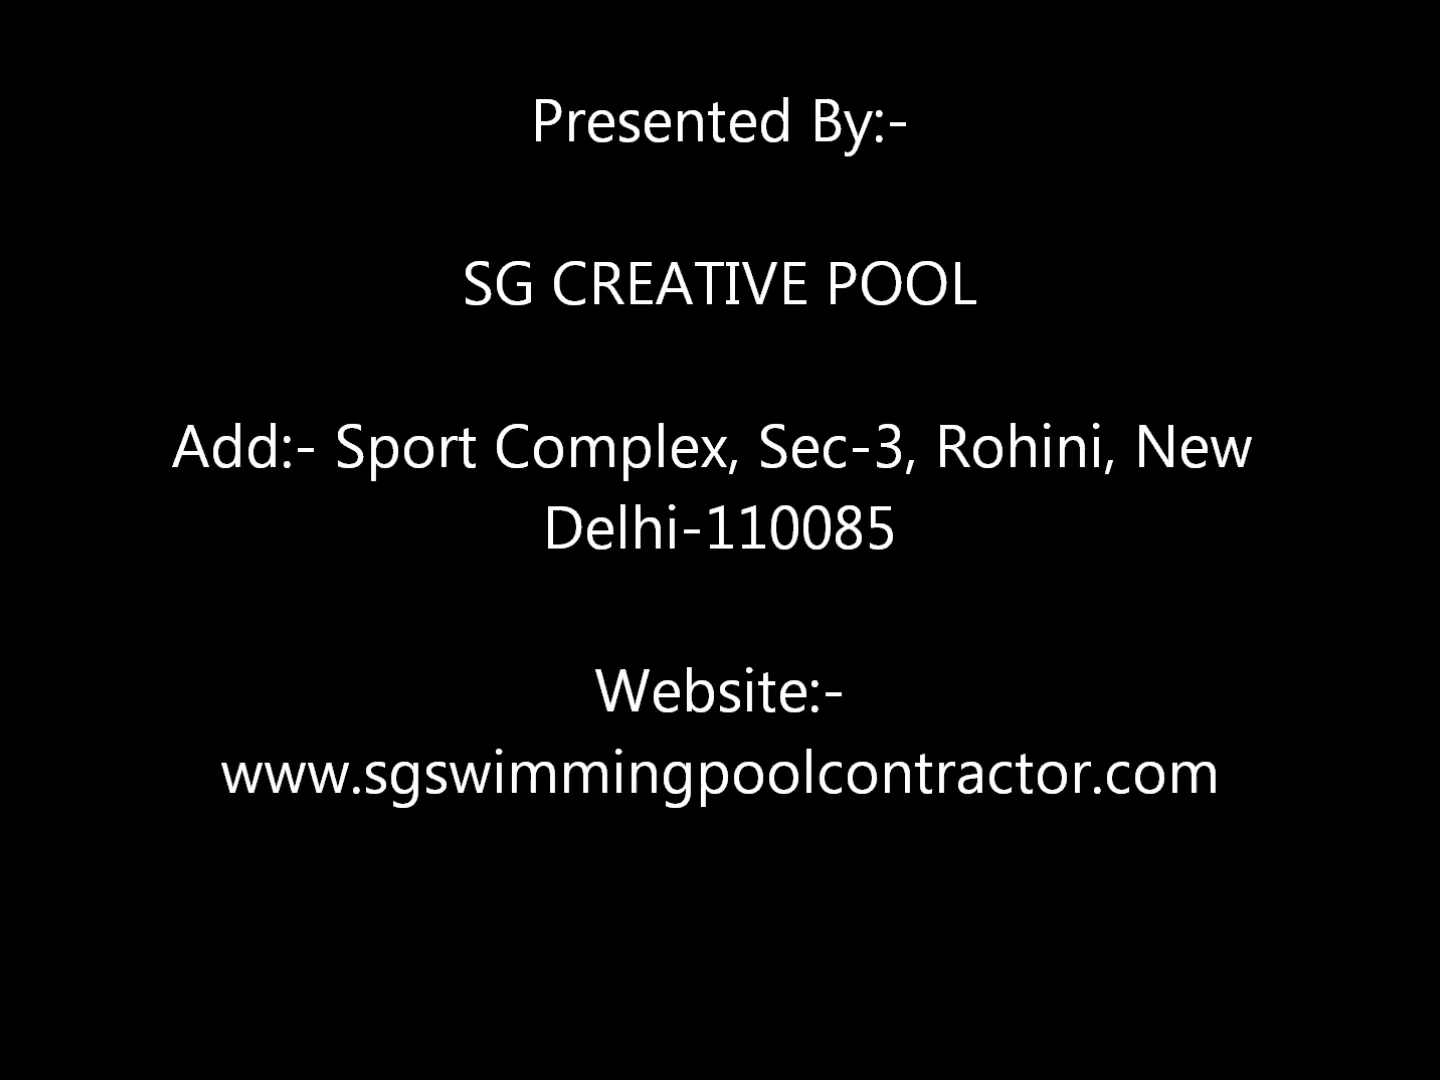 Presented By:-
SG CREATIVE POOL
Add:- Sport Complex, Sec-3, Rohini, New
Delhi-110085
Website:-
www.sgswimmingpoolcontractor.com